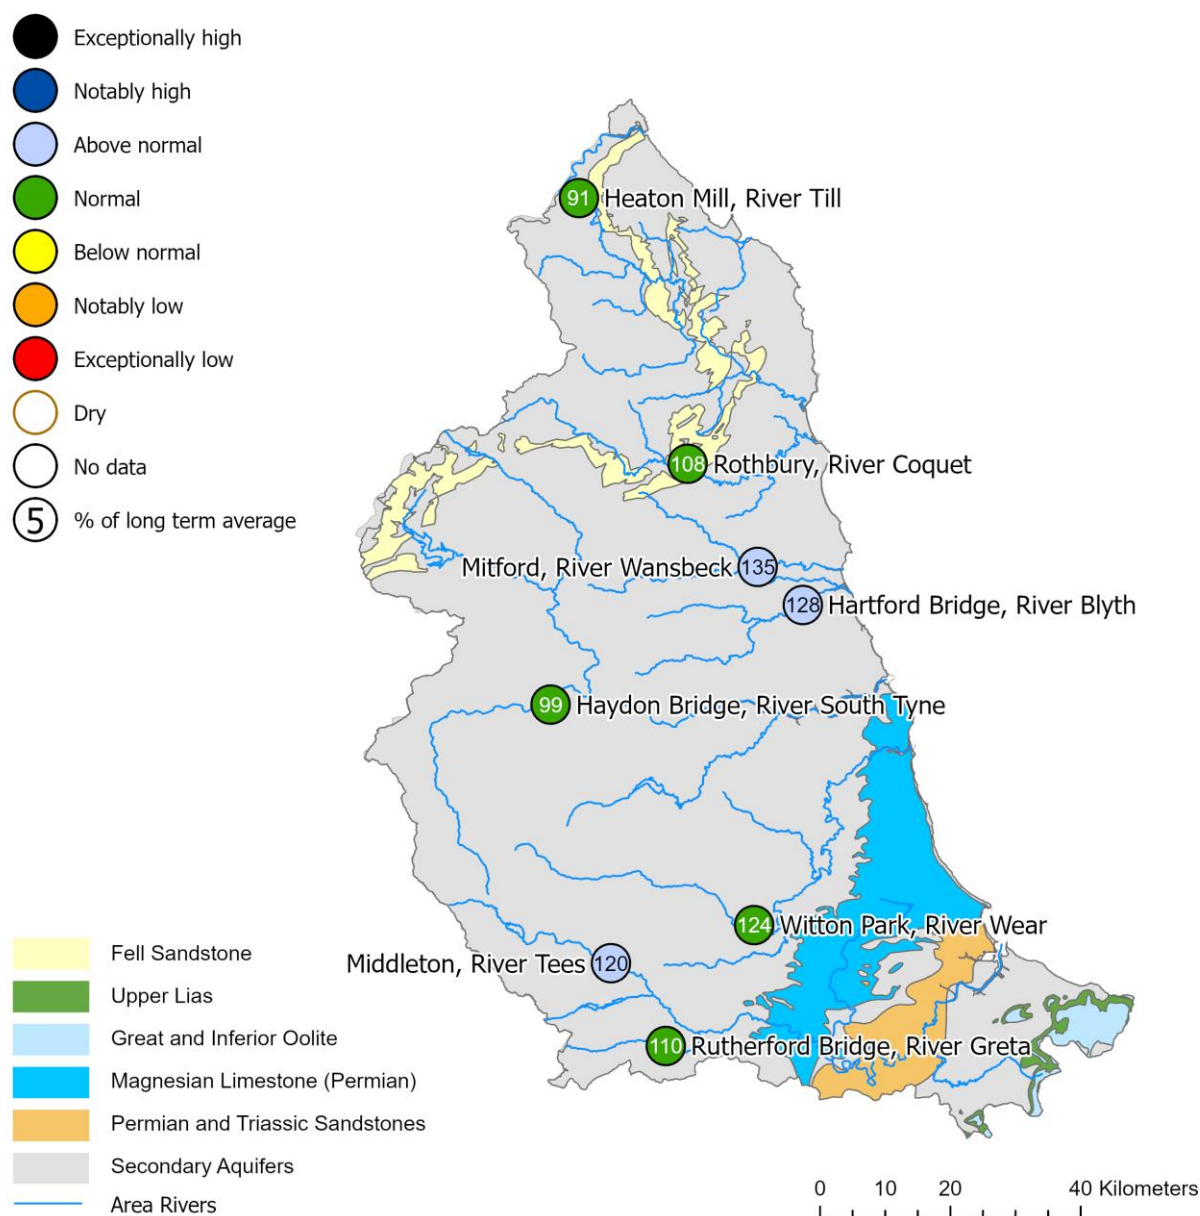 Exceptionally high
Notably high
Above normal
Normal
Below normal
Notably low
Exceptionally low
Dry
No data
5 % of long term average
91 Heaton Mill, River Till
108 Rothbury, River Coquet
Mitford, River Wansbeck 135
128 Hartford Bridge, River Blyth
99 Haydon Bridge, River South Tyne
124 Witton Park, River Wear
Middleton, River Tees 120
110 Rutherford Bridge, River Greta
Fell Sandstone
Upper Lias
Great and Inferior Oolite
Magnesian Limestone (Permian)
Permian and Triassic Sandstones
Secondary Aquifers
Area Rivers
0 10 20 40 Kilometers